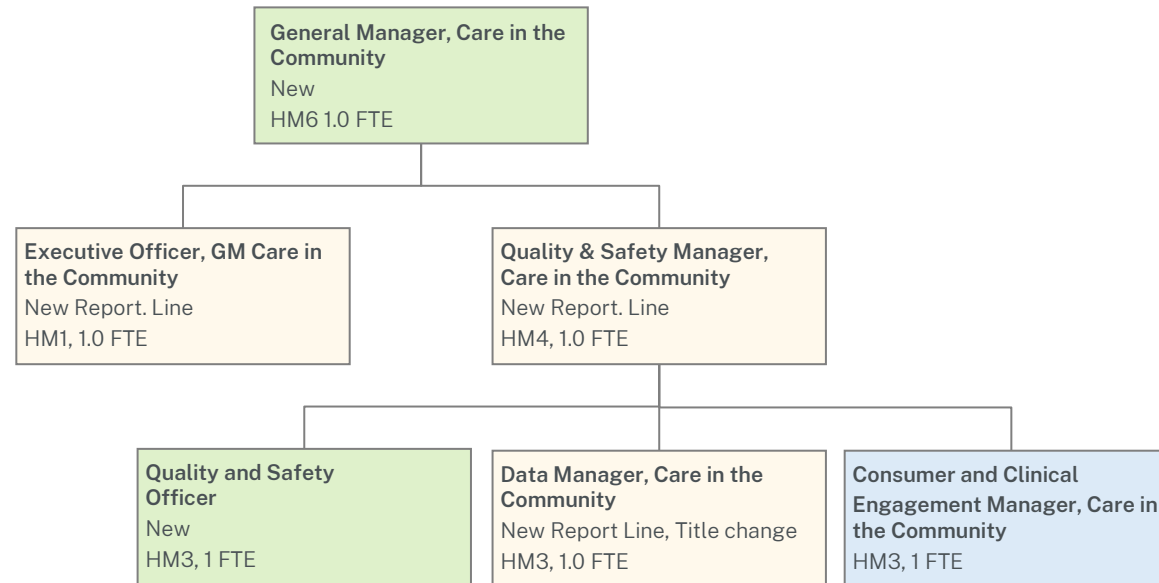 General Manager, Care in the
Community
New
HM6 1.0 FTE
Executive Officer, GM Care in
the Community
New Report. Line
HM1, 1.0 FTE
Quality & Safety Manager,
Care in the Community
New Report. Line
HM4, 1.0 FTE
Quality and Safety
Officer
New
HM3, 1 FTE
Data Manager, Care in the
Community
New Report Line, Title change
HM3, 1.0 FTE
Consumer and Clinical
Engagement Manager, Care in
the Community
HM3, 1 FTE